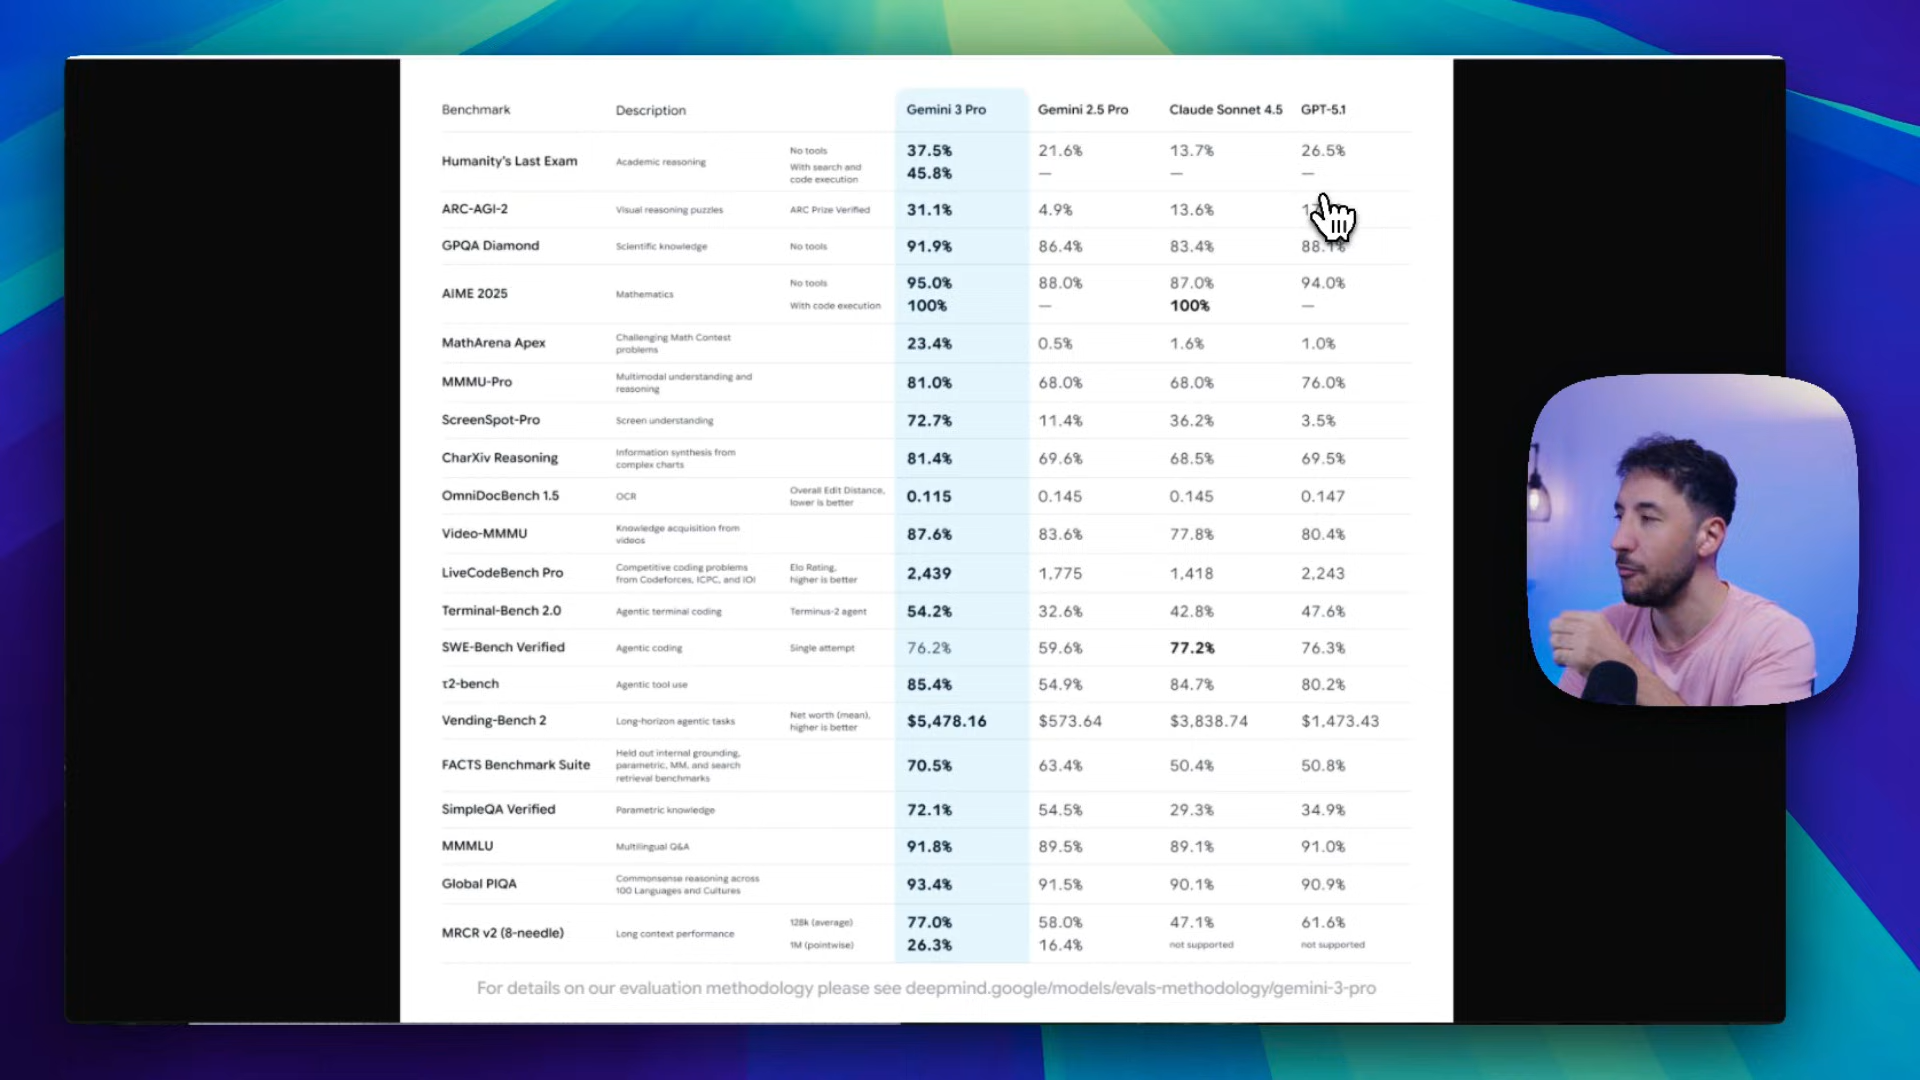 Benchmark Description Gemini 3 Pro Gemini 2.5 Pro Claude Sonnet 4.5 GPT-5.1
Humanity's Last Exam Academic reasoning No tools 37.5% 21.6% 13.7% 26.5%
With search and code execution 45.8% — — —
ARC-AGI-2 Visual reasoning puzzles ARC Prize Verified 31.1% 4.9% 13.6%
GPQA Diamond Scientific knowledge No tools 91.9% 86.4% 83.4% 88.1%
AIME 2025 Mathematics No tools 95.0% 88.0% 87.0% 94.0%
With code execution 100% — 100% —
MathArena Apex Challenging Math Contest problems 23.4% 0.5% 1.6% 1.0%
MMMU-Pro Multimodal understanding and reasoning 81.0% 68.0% 68.0% 76.0%
ScreenSpot-Pro Screen understanding 72.7% 11.4% 36.2% 3.5%
CharXiv Reasoning Information synthesis from complex charts 81.4% 69.6% 68.5% 69.5%
OmniDocBench 1.5 OCR Overall Edit Distance, lower is better 0.115 0.145 0.145 0.147
Video-MMMU Knowledge acquisition from videos 87.6% 83.6% 77.8% 80.4%
LiveCodeBench Pro Competitive coding problems from Codeforces, ICPC, and IOI Elo Rating, higher is better 2,439 1,775 1,418 2,243
Terminal-Bench 2.0 Agentic terminal coding Terminus-2 agent 54.2% 32.6% 42.8% 47.6%
SWE-Bench Verified Agentic coding Single attempt 76.2% 59.6% 77.2% 76.3%
τ2-bench Agentic tool use 85.4% 54.9% 84.7% 80.2%
Vending-Bench 2 Long-horizon agentic tasks Net worth (mean), higher is better $5,478.16 $573.64 $3,838.74 $1,473.43
FACTS Benchmark Suite Held out internal grounding, parametric, MM, and search retrieval benchmarks 70.5% 63.4% 50.4% 50.8%
SimpleQA Verified Parametric knowledge 72.1% 54.5% 29.3% 34.9%
MMMLU Multilingual Q&A 91.8% 89.5% 89.1% 91.0%
Global PIQA Commonsense reasoning across 100 Languages and Cultures 93.4% 91.5% 90.1% 90.9%
MRCR v2 (8-needle) Long context performance 128k (average) 77.0% 58.0% 47.1% 61.6%
1M (pointwise) 26.3% 16.4% not supported not supported
For details on our evaluation methodology please see deepmind.google/models/evals-methodology/gemini-3-pro